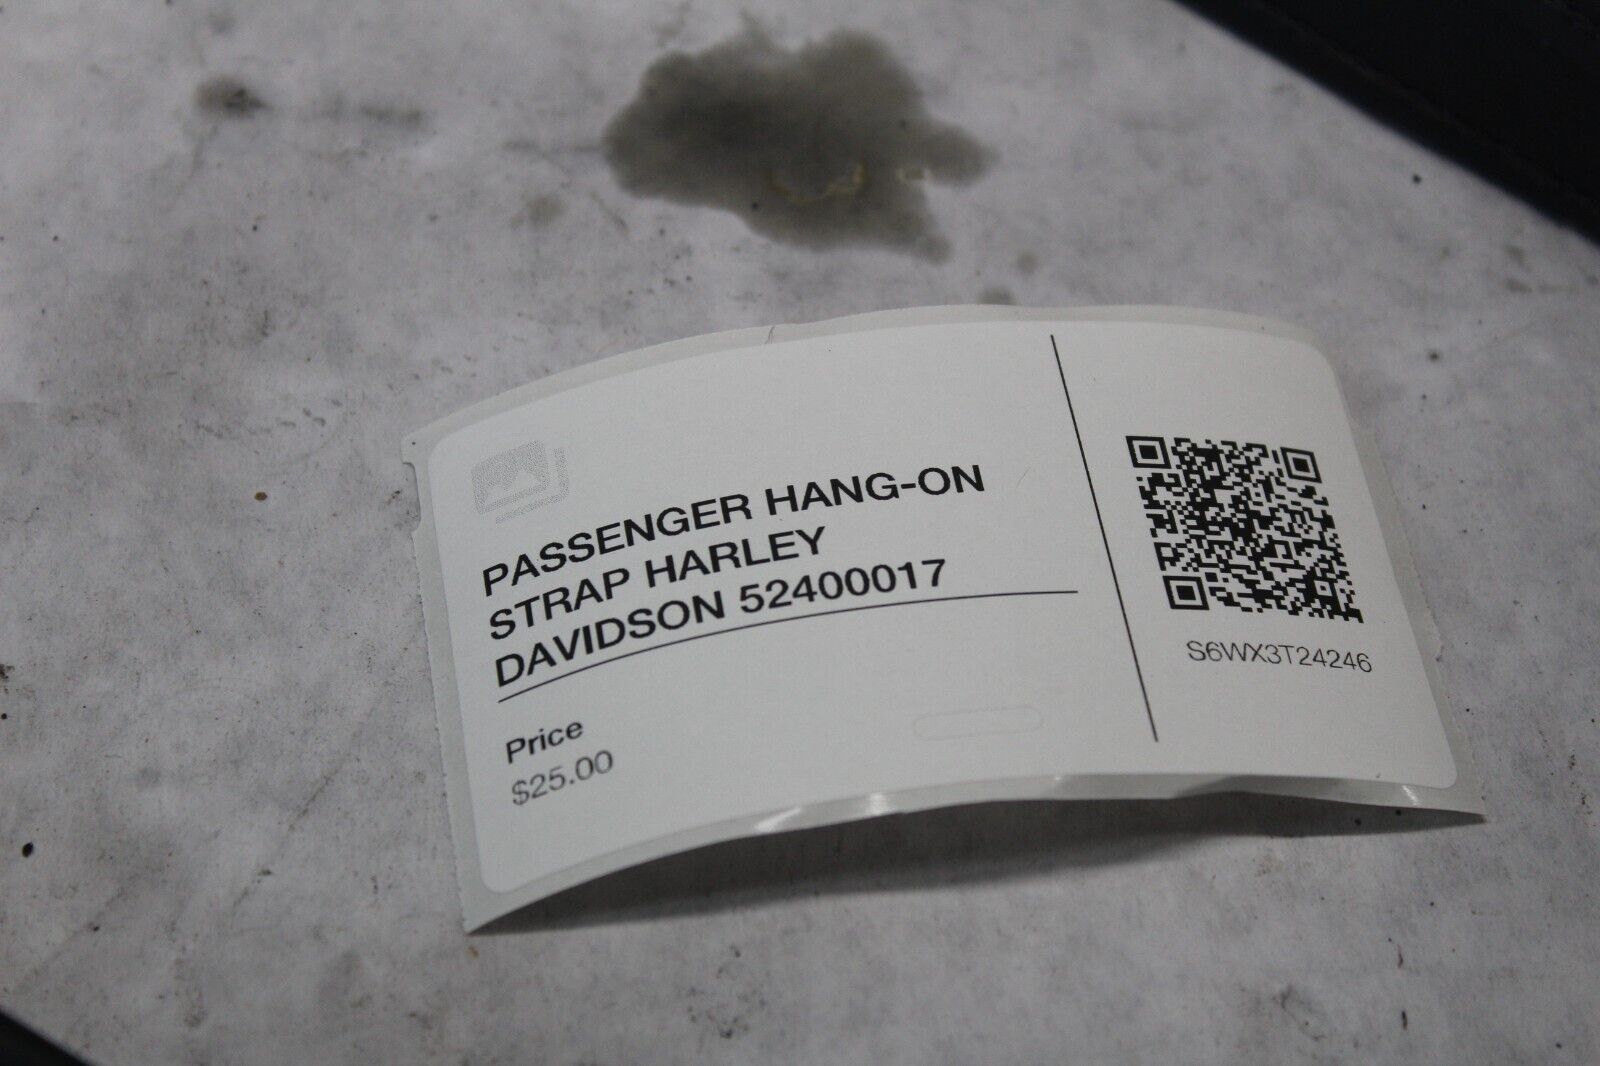 PASSENGER HANG-ON
STRAP HARLEY
DAVIDSON 52400017
Price
$25.00
S6WX3T24246